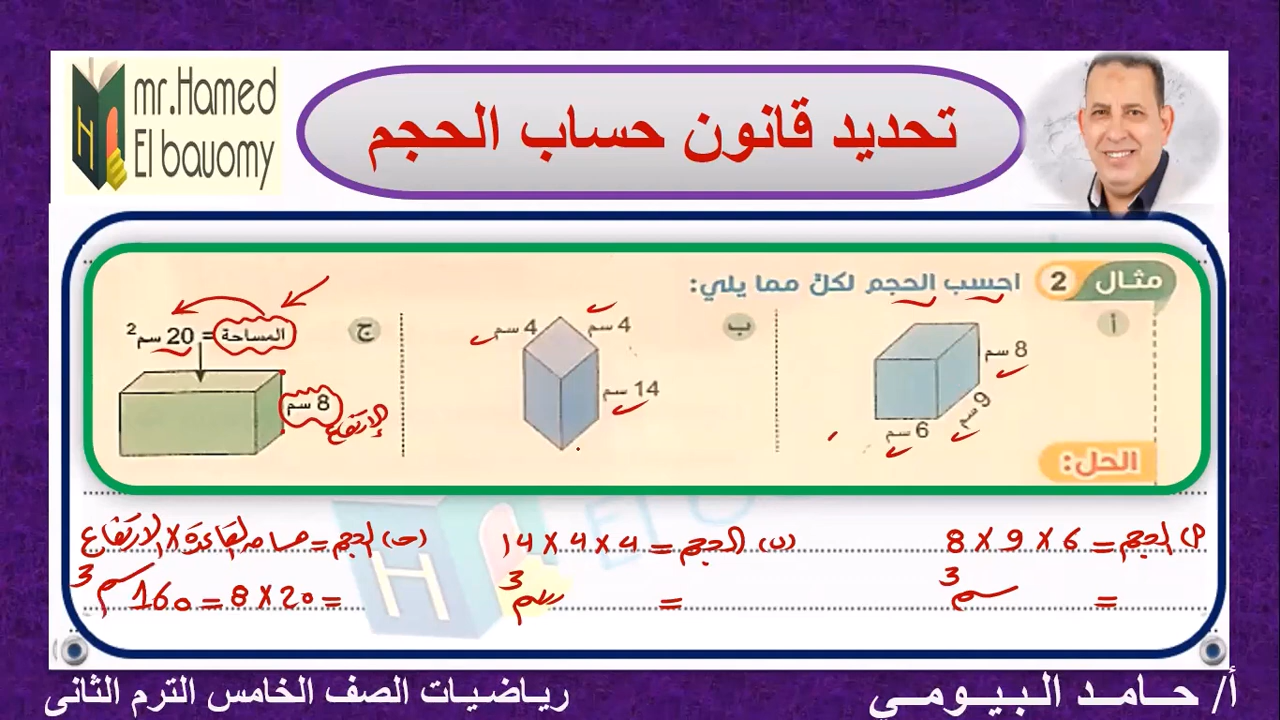 mr.Hamed
El bauomy
H
تحديد قانون حساب الحجم
مثال 2 احسب الحجم لكلّ مما يلي:
أ
8 سم
9 سم
6 سم
ب
4 سم
4 سم
14 سم
ج
المساحة = 20 سم²
8 سم
الارتفاع
الحل:
(أ) الحجم = 6 × 9 × 8
= سم³
(ب) الحجم = 4 × 4 × 14
= سم³
(ج) الحجم = مساحة القاعدة × الارتفاع
= 20 × 8 = 160 سم³
H
El
أ/ حامد البيومي
رياضيات الصف الخامس الترم الثانى